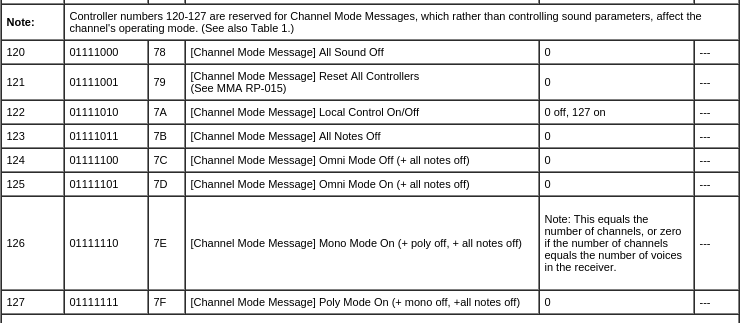 Note: Controller numbers 120-127 are reserved for Channel Mode Messages, which rather than controlling sound parameters, affect the
channel's operating mode. (See also Table 1.)
120 01111000 78 [Channel Mode Message] All Sound Off 0 ---
121 01111001 79 [Channel Mode Message] Reset All Controllers
(See MMA RP-015) 0 ---
122 01111010 7A [Channel Mode Message] Local Control On/Off 0 off, 127 on ---
123 01111011 7B [Channel Mode Message] All Notes Off 0 ---
124 01111100 7C [Channel Mode Message] Omni Mode Off (+ all notes off) 0 ---
125 01111101 7D [Channel Mode Message] Omni Mode On (+ all notes off) 0 ---
126 01111110 7E [Channel Mode Message] Mono Mode On (+ poly off, + all notes off) Note: This equals the
number of channels, or zero
if the number of channels
equals the number of voices
in the receiver. ---
127 01111111 7F [Channel Mode Message] Poly Mode On (+ mono off, +all notes off) 0 ---